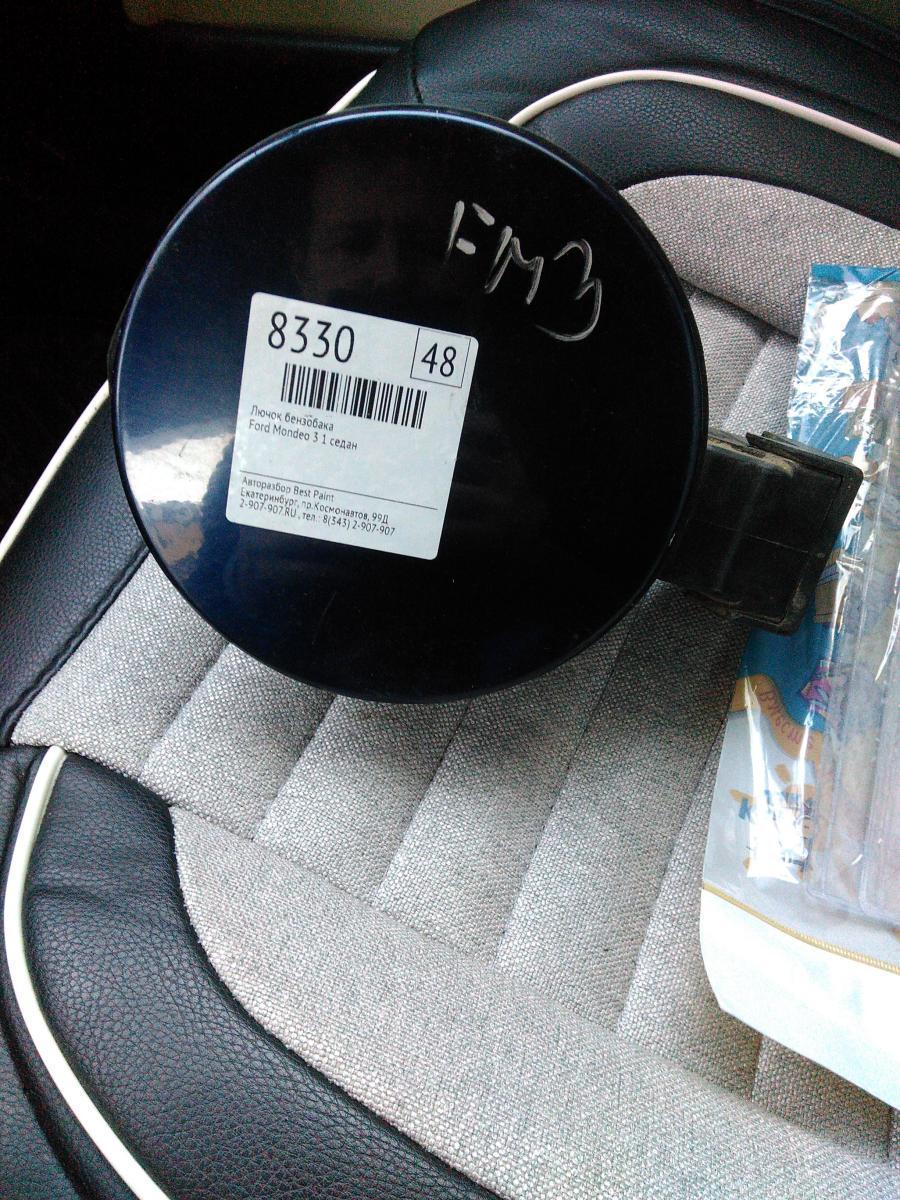 FM3
8330
48
Лючок бензобака
Ford Mondeo 3 1 седан
Авторазбор Best Paint
Екатеринбург, пр.Космонавтов, 99Д
2-907-907.RU , тел.: 8(343) 2-907-907